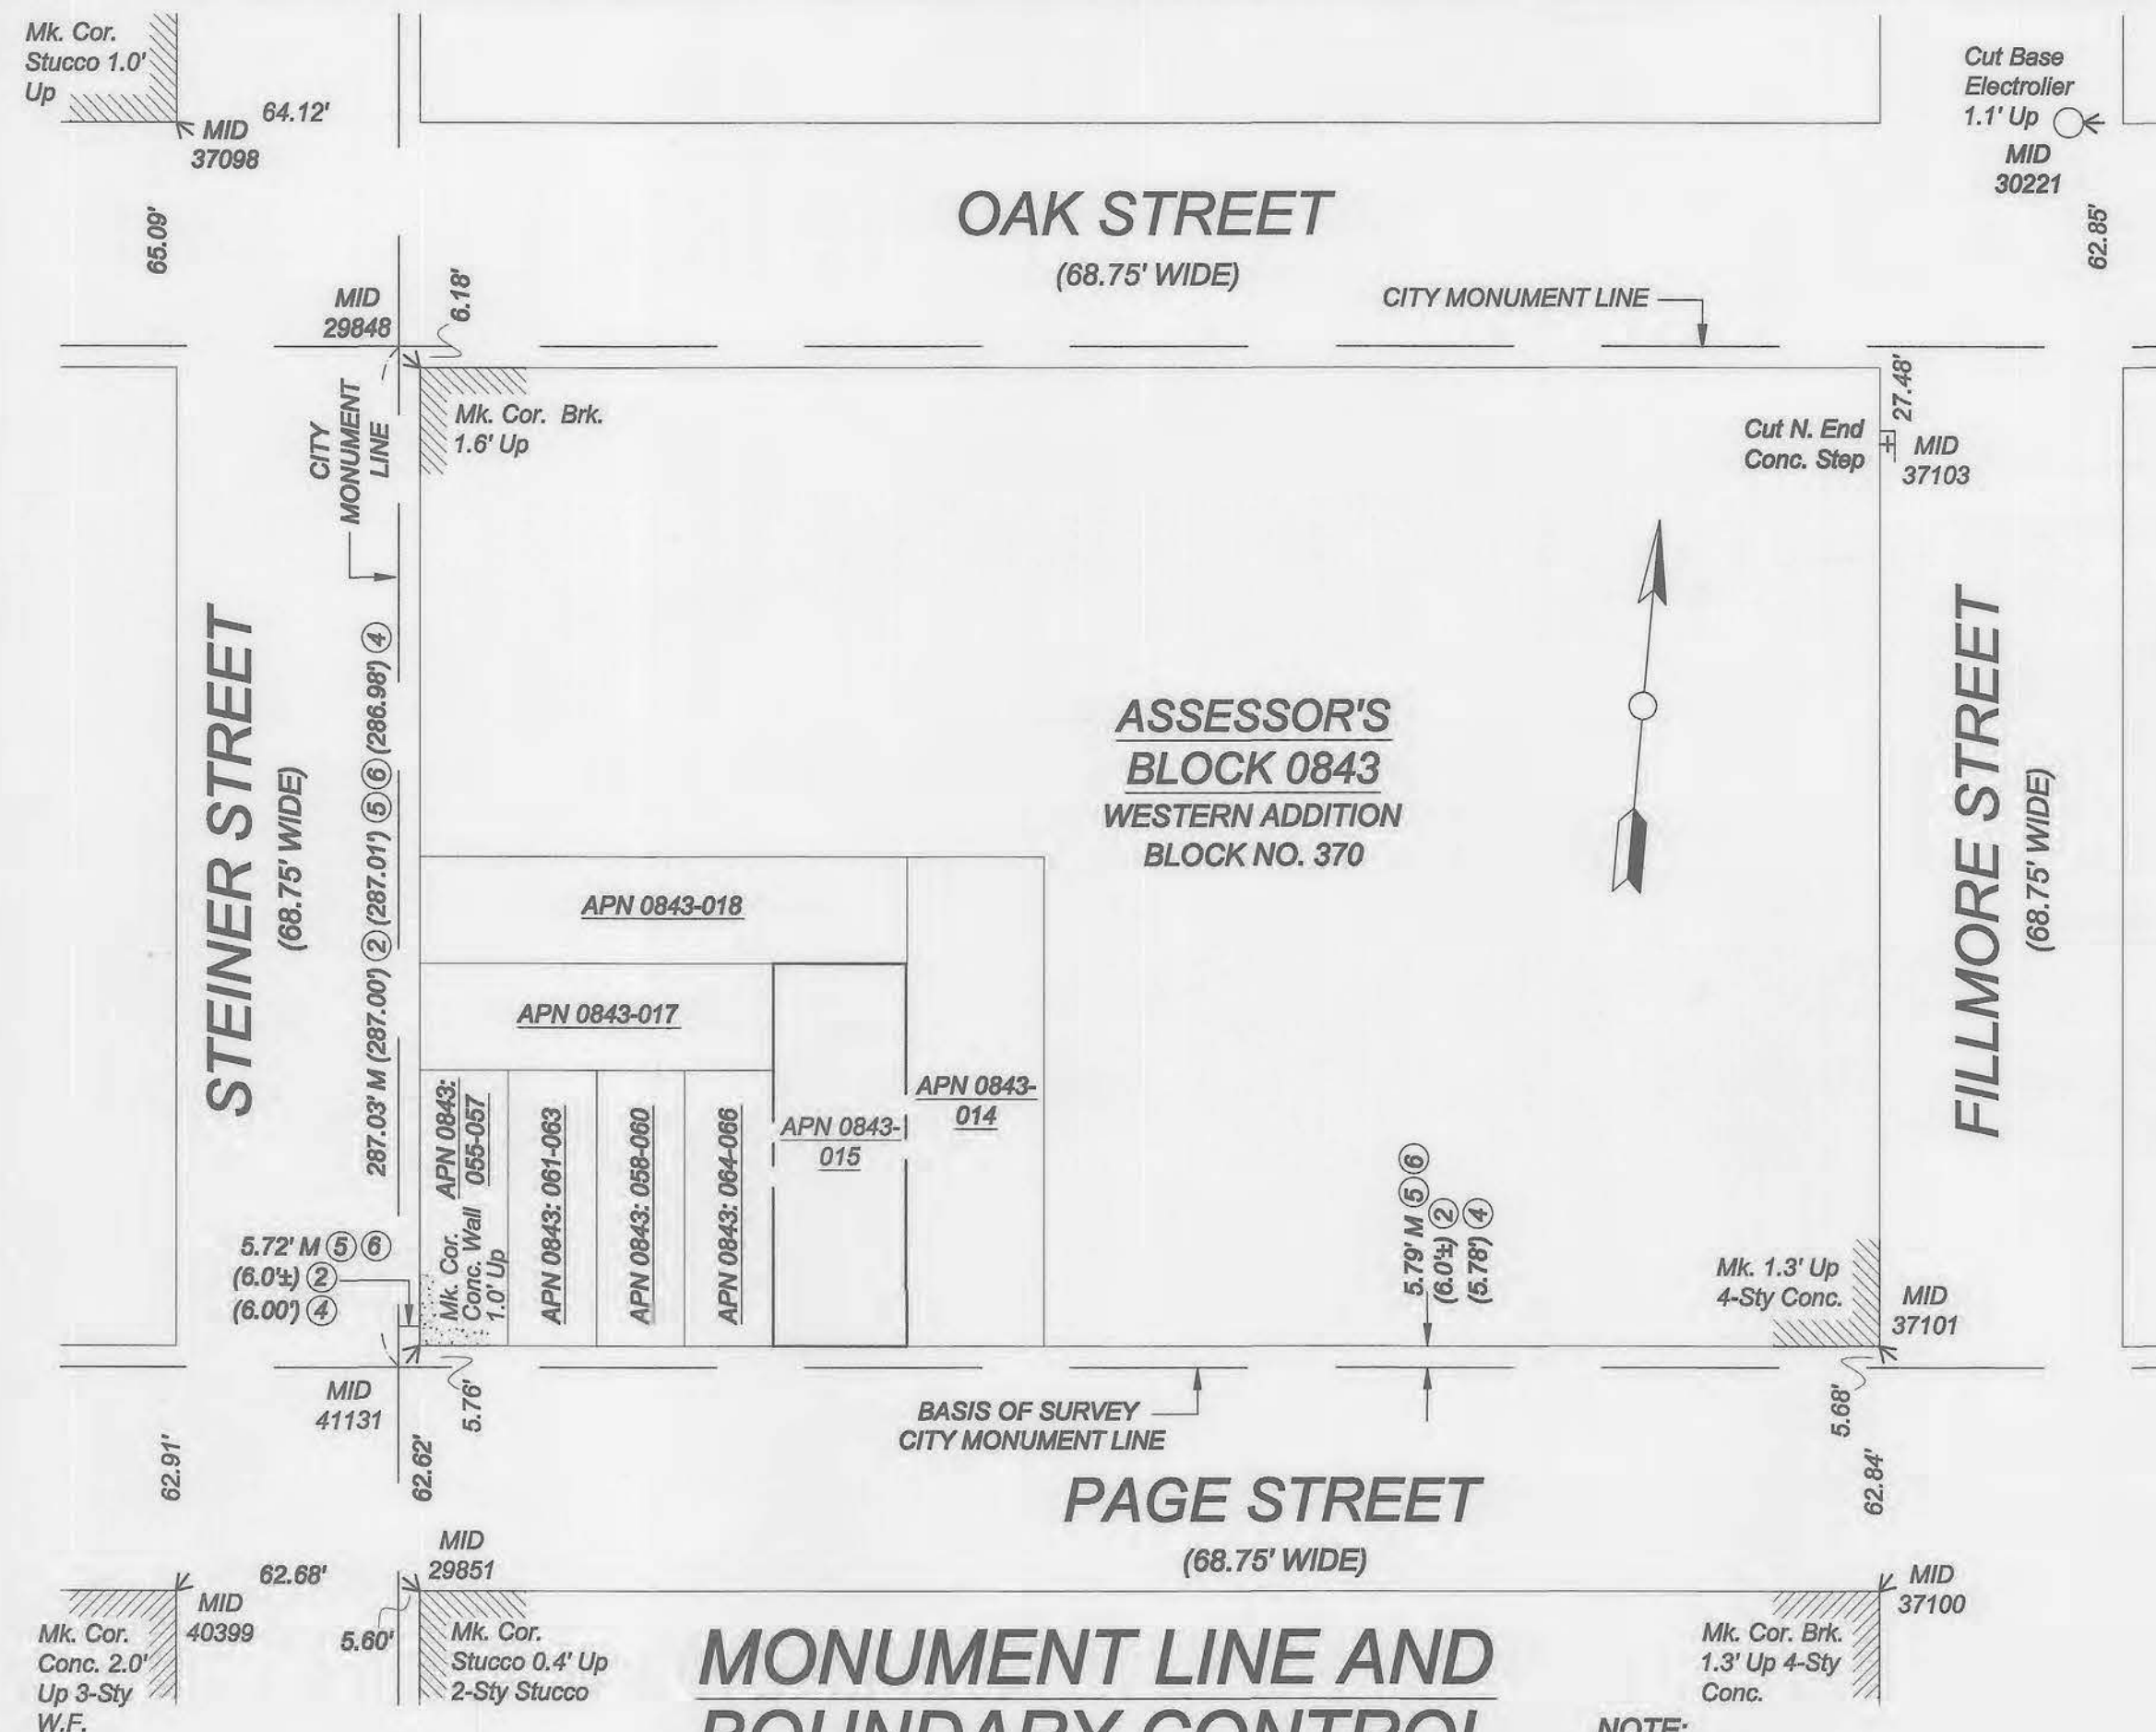 Mk. Cor.
Stucco 1.0'
Up
64.12'
MID
37098
65.09'
Cut Base
Electrolier
1.1' Up
MID
30221
62.85'
OAK STREET
(68.75' WIDE)
CITY MONUMENT LINE
MID
29848
6.18'
CITY
MONUMENT
LINE
Mk. Cor. Brk.
1.6' Up
27.48'
Cut N. End
Conc. Step
MID
37103
STEINER STREET
(68.75' WIDE)
287.03' M (287.00') ② (287.01') ⑤ ⑥ (286.98') ④
ASSESSOR'S
BLOCK 0843
WESTERN ADDITION
BLOCK NO. 370
FILLMORE STREET
(68.75' WIDE)
APN 0843-018
APN 0843-017
APN 0843:
055-057
APN 0843: 061-063
APN 0843: 058-060
APN 0843: 064-066
APN 0843-
015
APN 0843-
014
Mk. Cor.
Conc. Wall
1.0' Up
5.72' M ⑤ ⑥
(6.0'±) ②
(6.00') ④
5.79' M ⑤ ⑥
(6.0'±) ②
(5.78') ④
Mk. 1.3' Up
4-Sty Conc.
MID
37101
MID
41131
5.76'
BASIS OF SURVEY
CITY MONUMENT LINE
5.68'
62.91'
62.62'
62.84'
PAGE STREET
(68.75' WIDE)
MID
29851
62.68'
MID
40399
5.60'
Mk. Cor.
Conc. 2.0'
Up 3-Sty
W.F.
Mk. Cor.
Stucco 0.4' Up
2-Sty Stucco
MID
37100
Mk. Cor. Brk.
1.3' Up 4-Sty
Conc.
MONUMENT LINE AND
BOUNDARY CONTROL
NOTE: